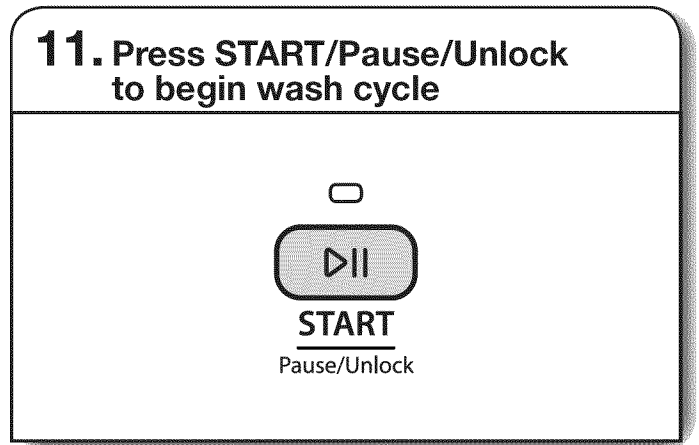 11. Press START/Pause/Unlock
to begin wash cycle
START
Pause/Unlock